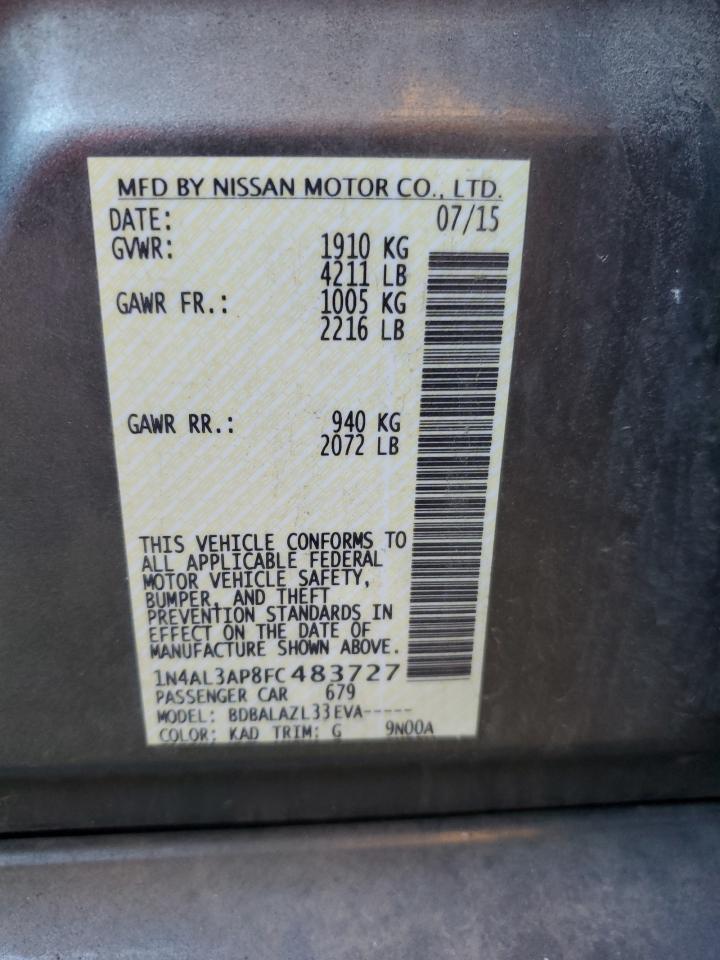 MFD BY NISSAN MOTOR CO., LTD.
DATE: 07/15
GVWR: 1910 KG
4211 LB
GAWR FR.: 1005 KG
2216 LB
GAWR RR.: 940 KG
2072 LB
THIS VEHICLE CONFORMS TO
ALL APPLICABLE FEDERAL
MOTOR VEHICLE SAFETY,
BUMPER, AND THEFT
PREVENTION STANDARDS IN
EFFECT ON THE DATE OF
MANUFACTURE SHOWN ABOVE.
1N4AL3AP8FC483727
PASSENGER CAR 679
MODEL: BDBALAZL33EVA-----
COLOR: KAD TRIM: G 9N00A